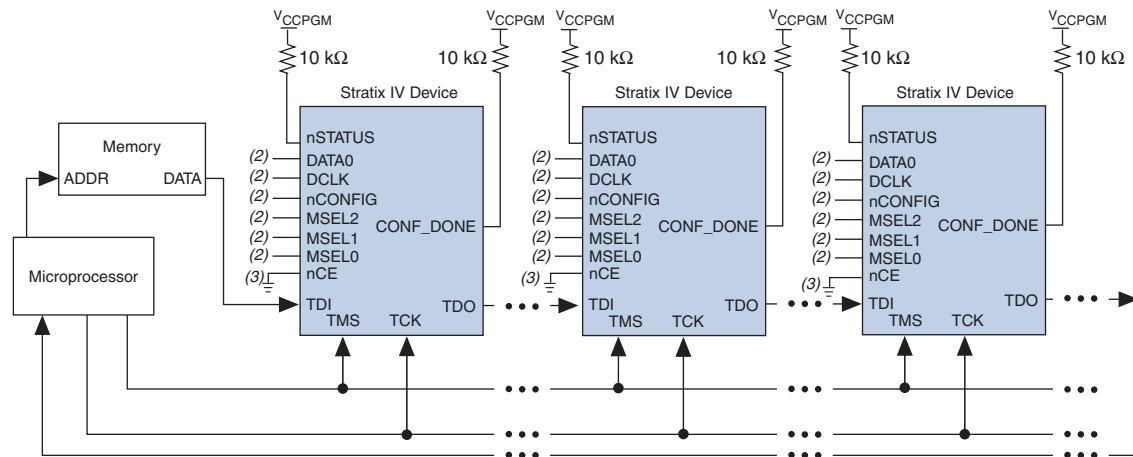 VCCPGM VCCPGM VCCPGM VCCPGM VCCPGM VCCPGM
10 kΩ 10 kΩ 10 kΩ 10 kΩ 10 kΩ 10 kΩ
Memory
ADDR DATA
Microprocessor
Stratix IV Device
nSTATUS
(2) DATA0
(2) DCLK
(2) nCONFIG
(2) MSEL2
(2) MSEL1
(2) MSEL0
(3) nCE
CONF_DONE
TDI TDO
TMS TCK
Stratix IV Device
nSTATUS
(2) DATA0
(2) DCLK
(2) nCONFIG
(2) MSEL2
(2) MSEL1
(2) MSEL0
(3) nCE
CONF_DONE
TDI TDO
TMS TCK
Stratix IV Device
nSTATUS
(2) DATA0
(2) DCLK
(2) nCONFIG
(2) MSEL2
(2) MSEL1
(2) MSEL0
(3) nCE
CONF_DONE
TDI TDO
TMS TCK